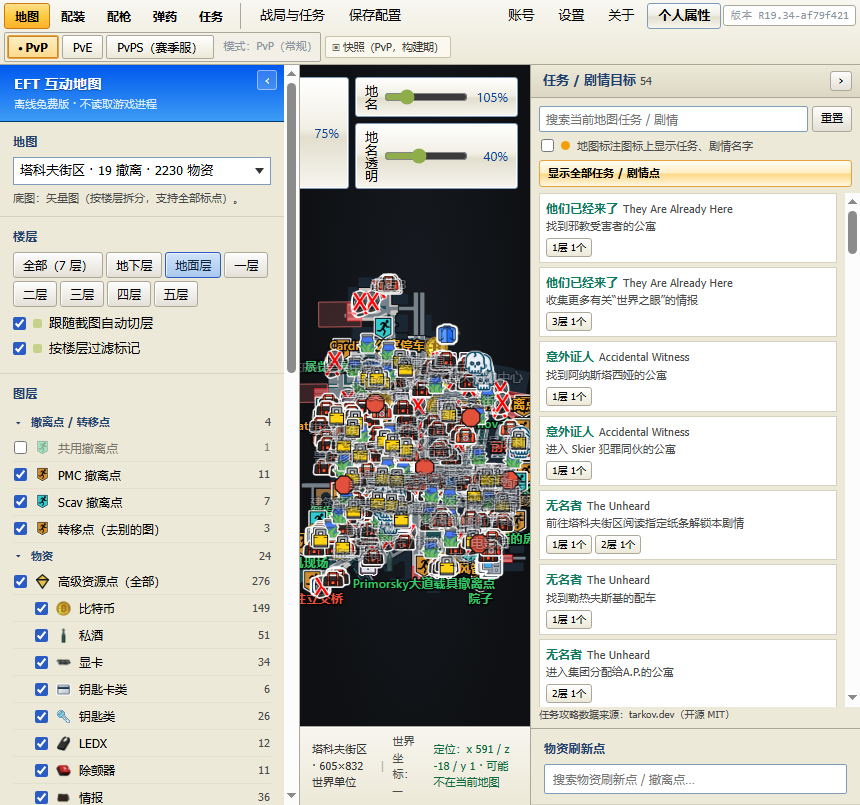 地图 配装 配枪 弹药 任务 战局与任务 保存配置 账号 设置 关于 个人属性 版本 R19.34-af79f421
• PvP PvE PvPS（赛季服） 模式：PvP（常规） 快照（PvP，构建期）
EFT 互动地图
离线免费版 · 不读取游戏进程
地图
塔科夫街区 · 19 撤离 · 2230 物资
底图：矢量图（按楼层拆分，支持全部标点）。
楼层
全部（7 层） 地下层 地面层 一层
二层 三层 四层 五层
跟随截图自动切层
按楼层过滤标记
图层
撤离点 / 转移点 4
共用撤离点 1
PMC 撤离点 11
Scav 撤离点 7
转移点（去别的图） 3
物资 24
高级资源点（全部） 276
比特币 149
私酒 51
显卡 34
钥匙卡类 6
钥匙类 26
LEDX 12
除颤器 11
情报 36
75%
地名 105%
地名透明 40%
Primorsky大道载具撤离点
院子
塔科夫街区
· 605×832
世界单位
世界坐标：
—
定位：x 591 / z
-18 / y 1 · 可能
不在当前地图
任务 / 剧情目标 54
搜索当前地图任务 / 剧情 重置
地图标注图标上显示任务、剧情名字
显示全部任务 / 剧情点
他们已经来了 They Are Already Here
找到邪教受害者的公寓
1层 1个
他们已经来了 They Are Already Here
收集更多有关“世界之眼”的情报
3层 1个
意外证人 Accidental Witness
找到阿纳斯塔西娅的公寓
1层 1个
意外证人 Accidental Witness
进入 Skier 犯罪同伙的公寓
1层 1个
无名者 The Unheard
前往塔科夫街区阅读指定纸条解锁本剧情
1层 1个 2层 1个
无名者 The Unheard
找到勒热夫斯基的配车
1层 1个
无名者 The Unheard
进入集团分配给A.P.的公寓
2层 1个
任务攻略数据来源：tarkov.dev（开源 MIT）
物资刷新点
搜索物资刷新点 / 撤离点...